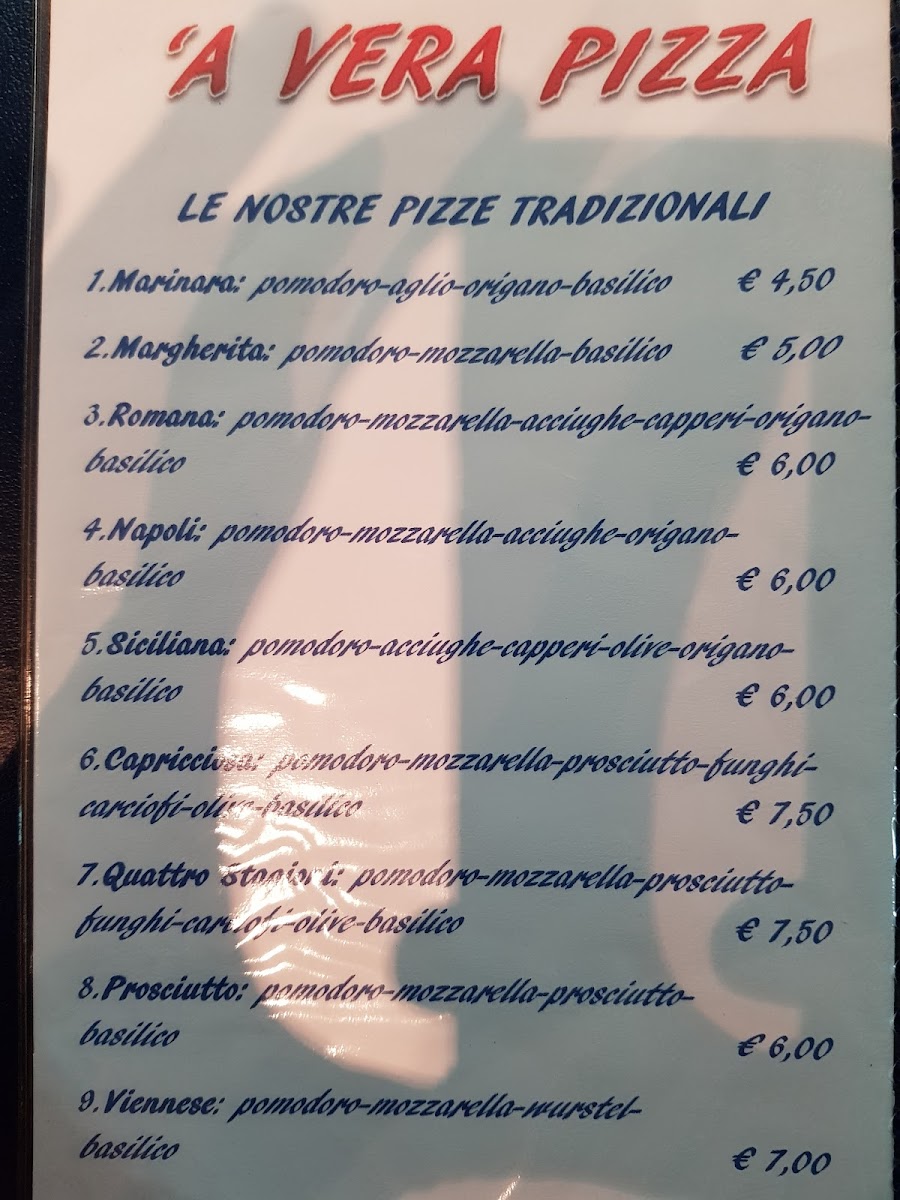 'A VERA PIZZA
LE NOSTRE PIZZE TRADIZIONALI
1.Marinara: pomodoro-aglio-origano-basilico € 4,50
2.Margherita: pomodoro-mozzarella-basilico € 5,00
3.Romana: pomodoro-mozzarella-acciughe-capperi-origano-
basilico € 6,00
4.Napoli: pomodoro-mozzarella-acciughe-origano-
basilico € 6,00
5.Siciliana: pomodoro-acciughe-capperi-olive-origano-
basilico € 6,00
6.Capricciosa: pomodoro-mozzarella-prosciutto-funghi-
carciofi-olive-basilico € 7,50
7.Quattro Stagioni: pomodoro-mozzarella-prosciutto-
funghi-carciofi-olive-basilico € 7,50
8.Prosciutto: pomodoro-mozzarella-prosciutto-
basilico € 6,00
9.Viennese: pomodoro-mozzarella-wurstel-
basilico € 7,00